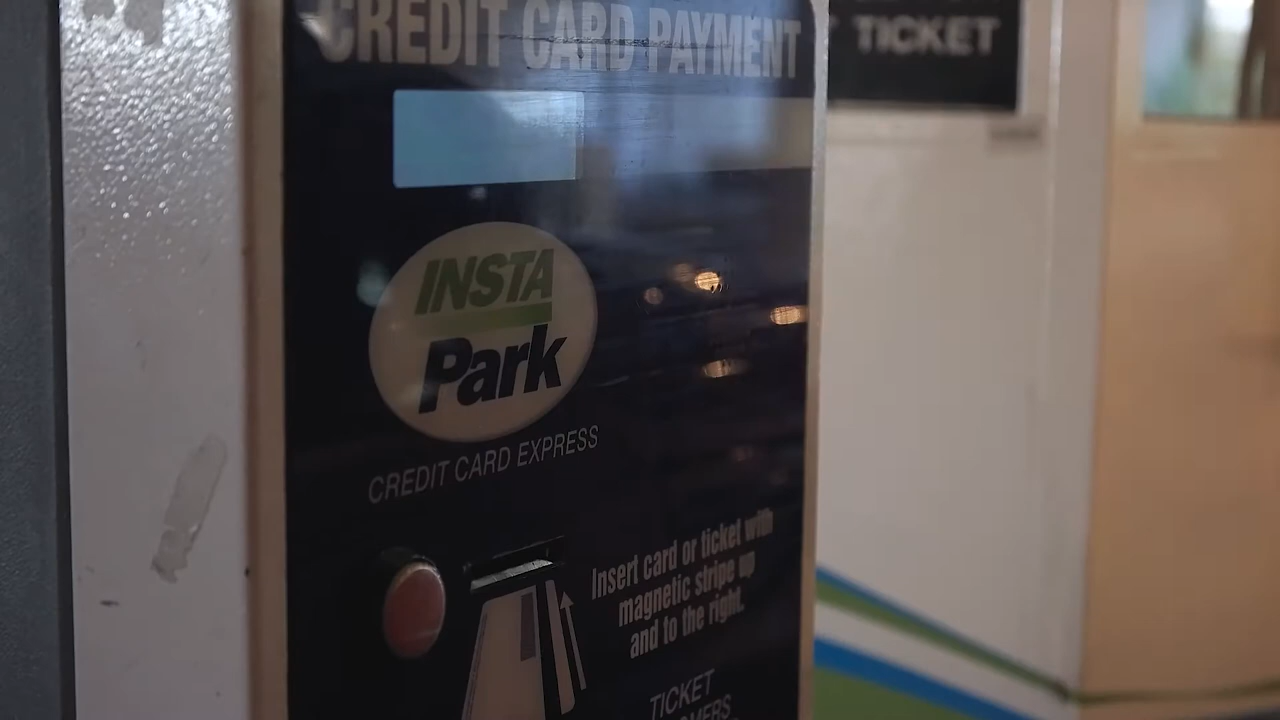 CREDIT CARD PAYMENT
TICKET
INSTA
Park
CREDIT CARD EXPRESS
Insert card or ticket with
magnetic stripe up
and to the right.
TICKET